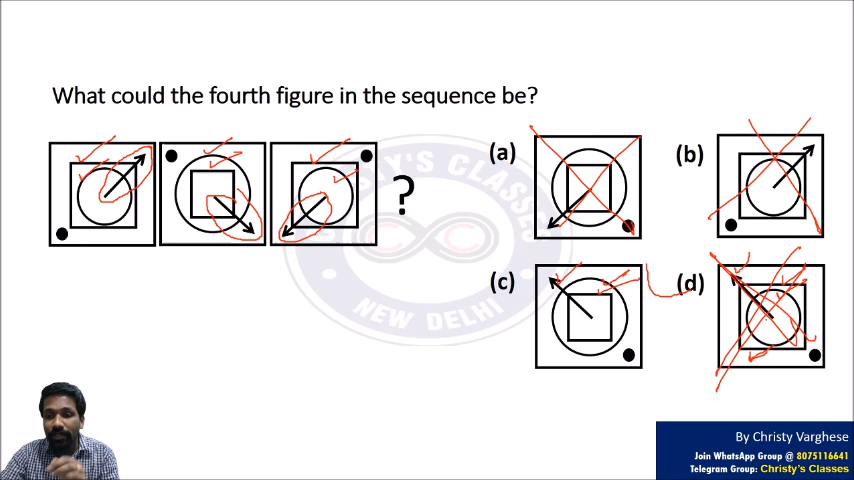 What could the fourth figure in the sequence be?
(a)
(b)
?
(c)
(d)
CHRISTY'S CLASSES
NEW DELHI
By Christy Varghese
Join WhatsApp Group @ 8075116641
Telegram Group: Christy's Classes